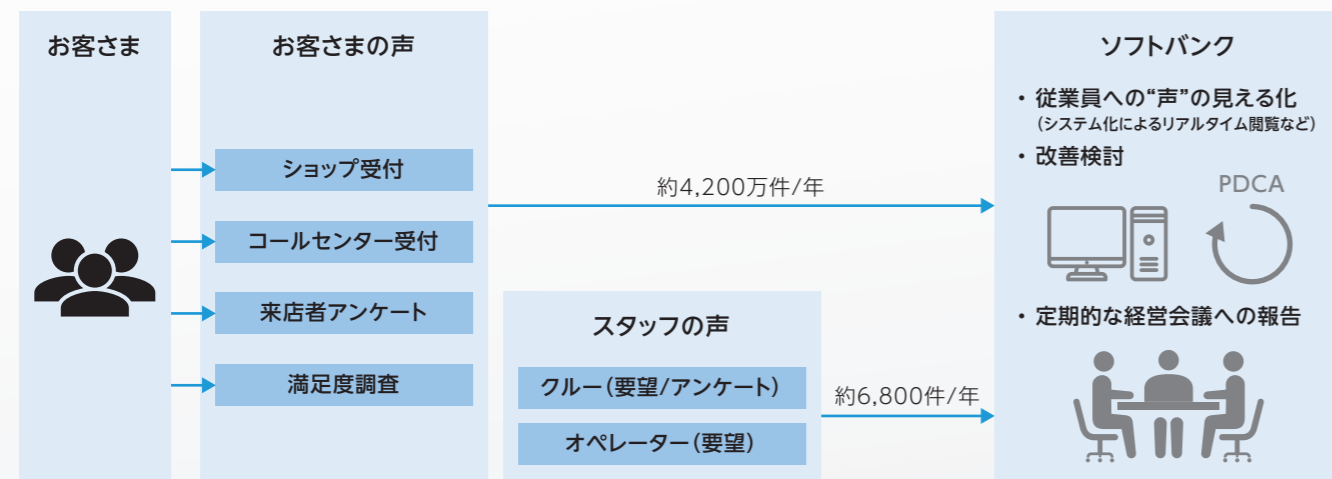 お客さま
お客さまの声
ショップ受付
コールセンター受付
来店者アンケート
満足度調査
約4,200万件/年
スタッフの声
クルー(要望/アンケート)
オペレーター(要望)
約6,800件/年
ソフトバンク
・従業員への“声”の見える化
(システム化によるリアルタイム閲覧など)
・改善検討
PDCA
・定期的な経営会議への報告